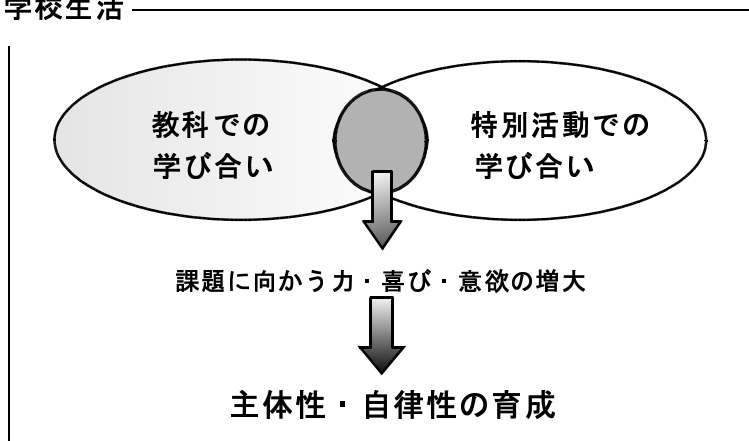 学校生活
教科での
学び合い
特別活動での
学び合い
課題に向かう力・喜び・意欲の増大
主体性・自律性の育成